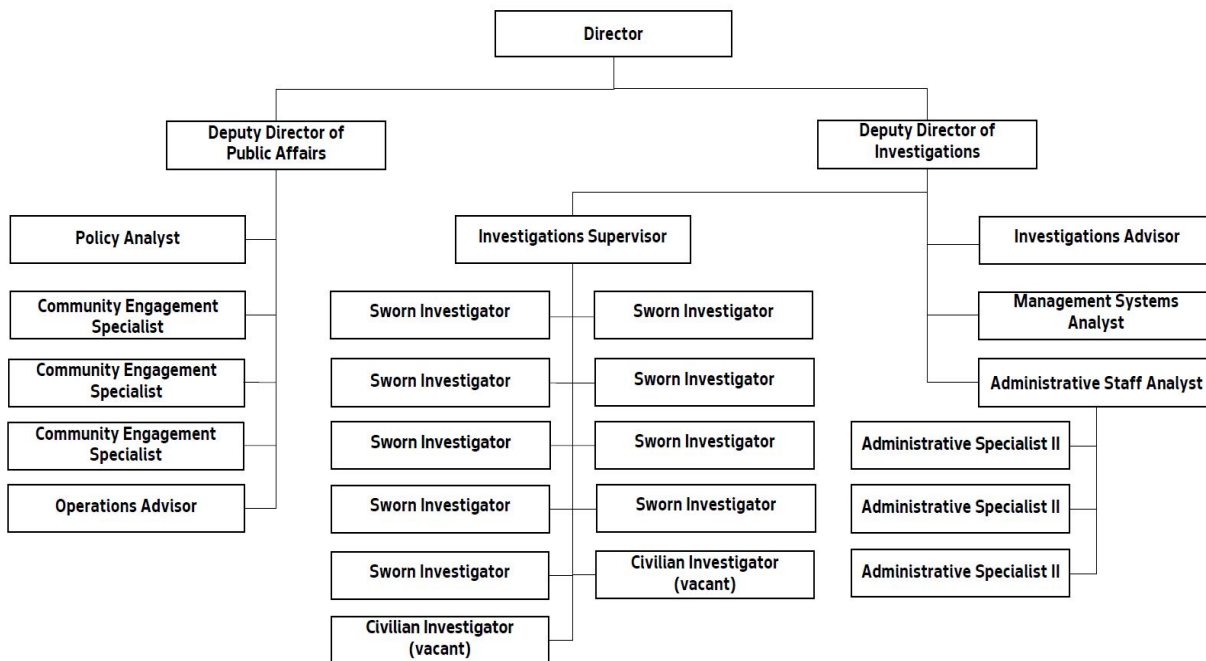 Director
Deputy Director of
Public Affairs
Deputy Director of
Investigations
Policy Analyst
Investigations Supervisor
Investigations Advisor
Community Engagement
Specialist
Sworn Investigator
Sworn Investigator
Management Systems
Analyst
Community Engagement
Specialist
Sworn Investigator
Sworn Investigator
Administrative Staff Analyst
Community Engagement
Specialist
Sworn Investigator
Sworn Investigator
Administrative Specialist II
Operations Advisor
Sworn Investigator
Sworn Investigator
Administrative Specialist II
Sworn Investigator
Civilian Investigator
(vacant)
Administrative Specialist II
Civilian Investigator
(vacant)